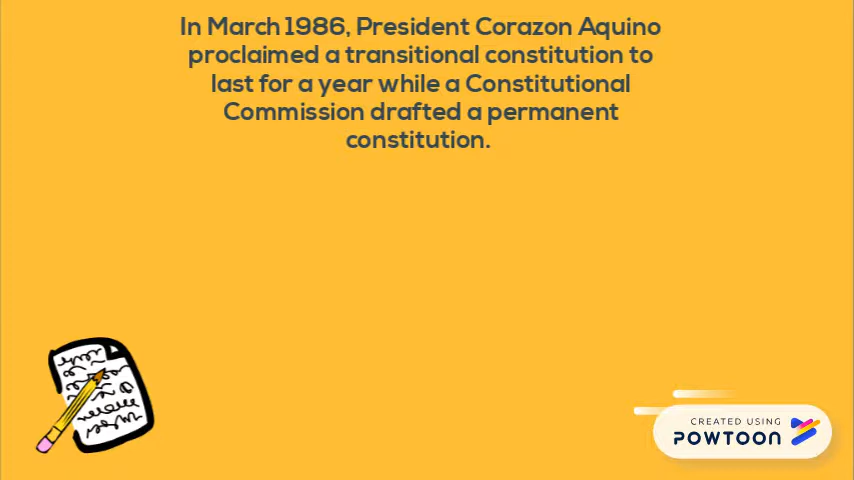 In March 1986, President Corazon Aquino
proclaimed a transitional constitution to
last for a year while a Constitutional
Commission drafted a permanent
constitution.
CREATED USING
POWTOON